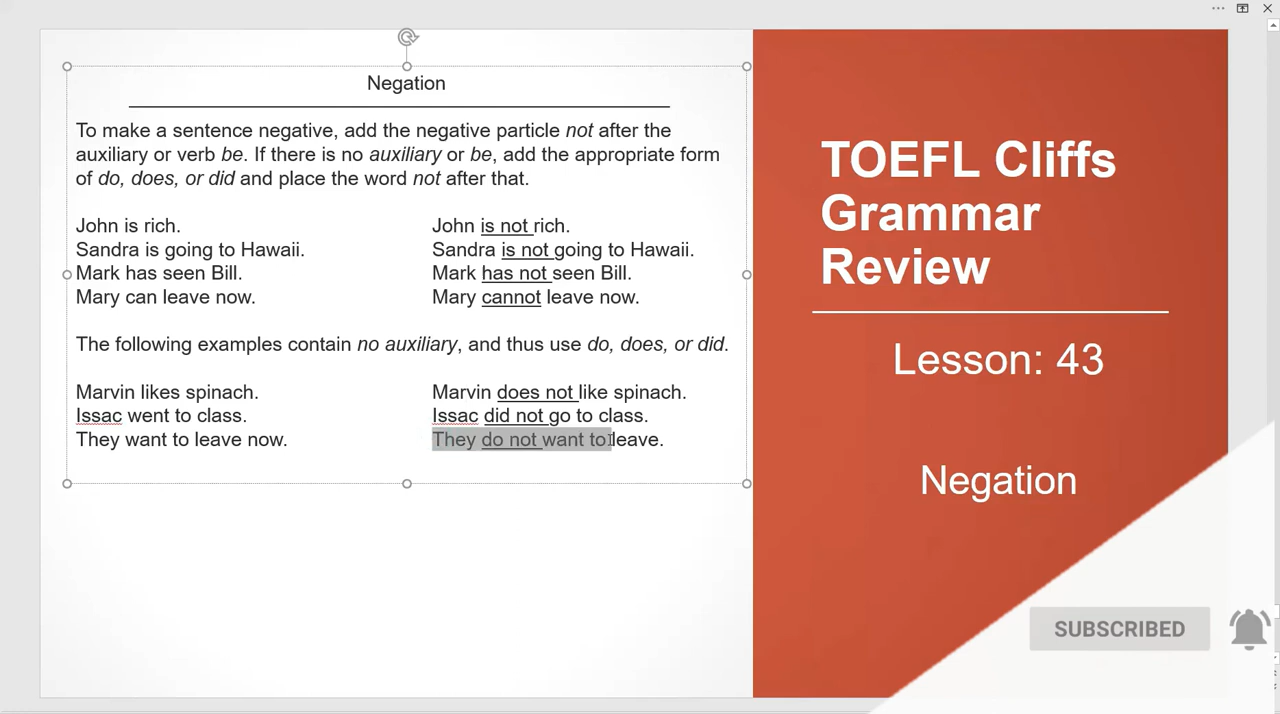 Negation
To make a sentence negative, add the negative particle not after the
auxiliary or verb be. If there is no auxiliary or be, add the appropriate form
of do, does, or did and place the word not after that.
John is rich. John is not rich.
Sandra is going to Hawaii. Sandra is not going to Hawaii.
Mark has seen Bill. Mark has not seen Bill.
Mary can leave now. Mary cannot leave now.
The following examples contain no auxiliary, and thus use do, does, or did.
Marvin likes spinach. Marvin does not like spinach.
Issac went to class. Issac did not go to class.
They want to leave now. They do not want to leave.
TOEFL Cliffs
Grammar
Review
Lesson: 43
Negation
SUBSCRIBED